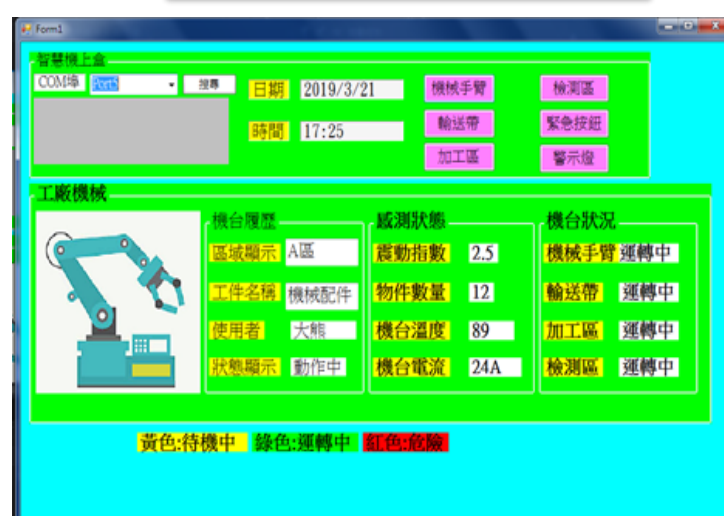 Form1
智慧機上盒
COM埠 Port5 搜尋
日期 2019/3/21
時間 17:25
機械手臂 檢測區
輸送帶 緊急按鈕
加工區 警示燈
工廠機械
機台履歷
區域顯示 A區
工件名稱 機械配件
使用者 大熊
狀態顯示 動作中
感測狀態
震動指數 2.5
物件數量 12
機台溫度 89
機台電流 24A
機台狀況
機械手臂 運轉中
輸送帶 運轉中
加工區 運轉中
檢測區 運轉中
黃色:待機中 綠色:運轉中 紅色:危險